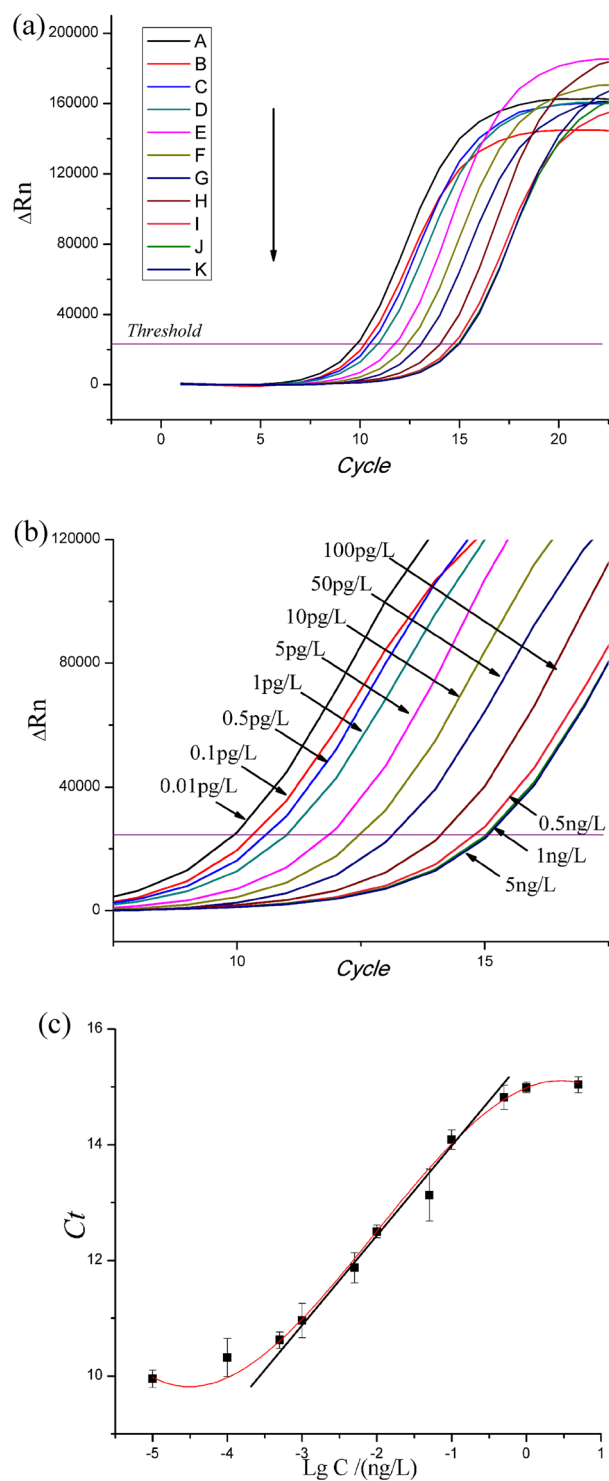 (a)
200000
160000
120000
80000
40000
0
ΔRn
A
B
C
D
E
F
G
H
I
J
K
Threshold
0
5
10
15
20
Cycle
(b)
120000
80000
40000
0
ΔRn
100pg/L
50pg/L
10pg/L
5pg/L
1pg/L
0.5pg/L
0.1pg/L
0.01pg/L
0.5ng/L
1ng/L
5ng/L
10
15
Cycle
(c)
16
14
12
10
Ct
-5
-4
-3
-2
-1
0
1
Lg C /(ng/L)